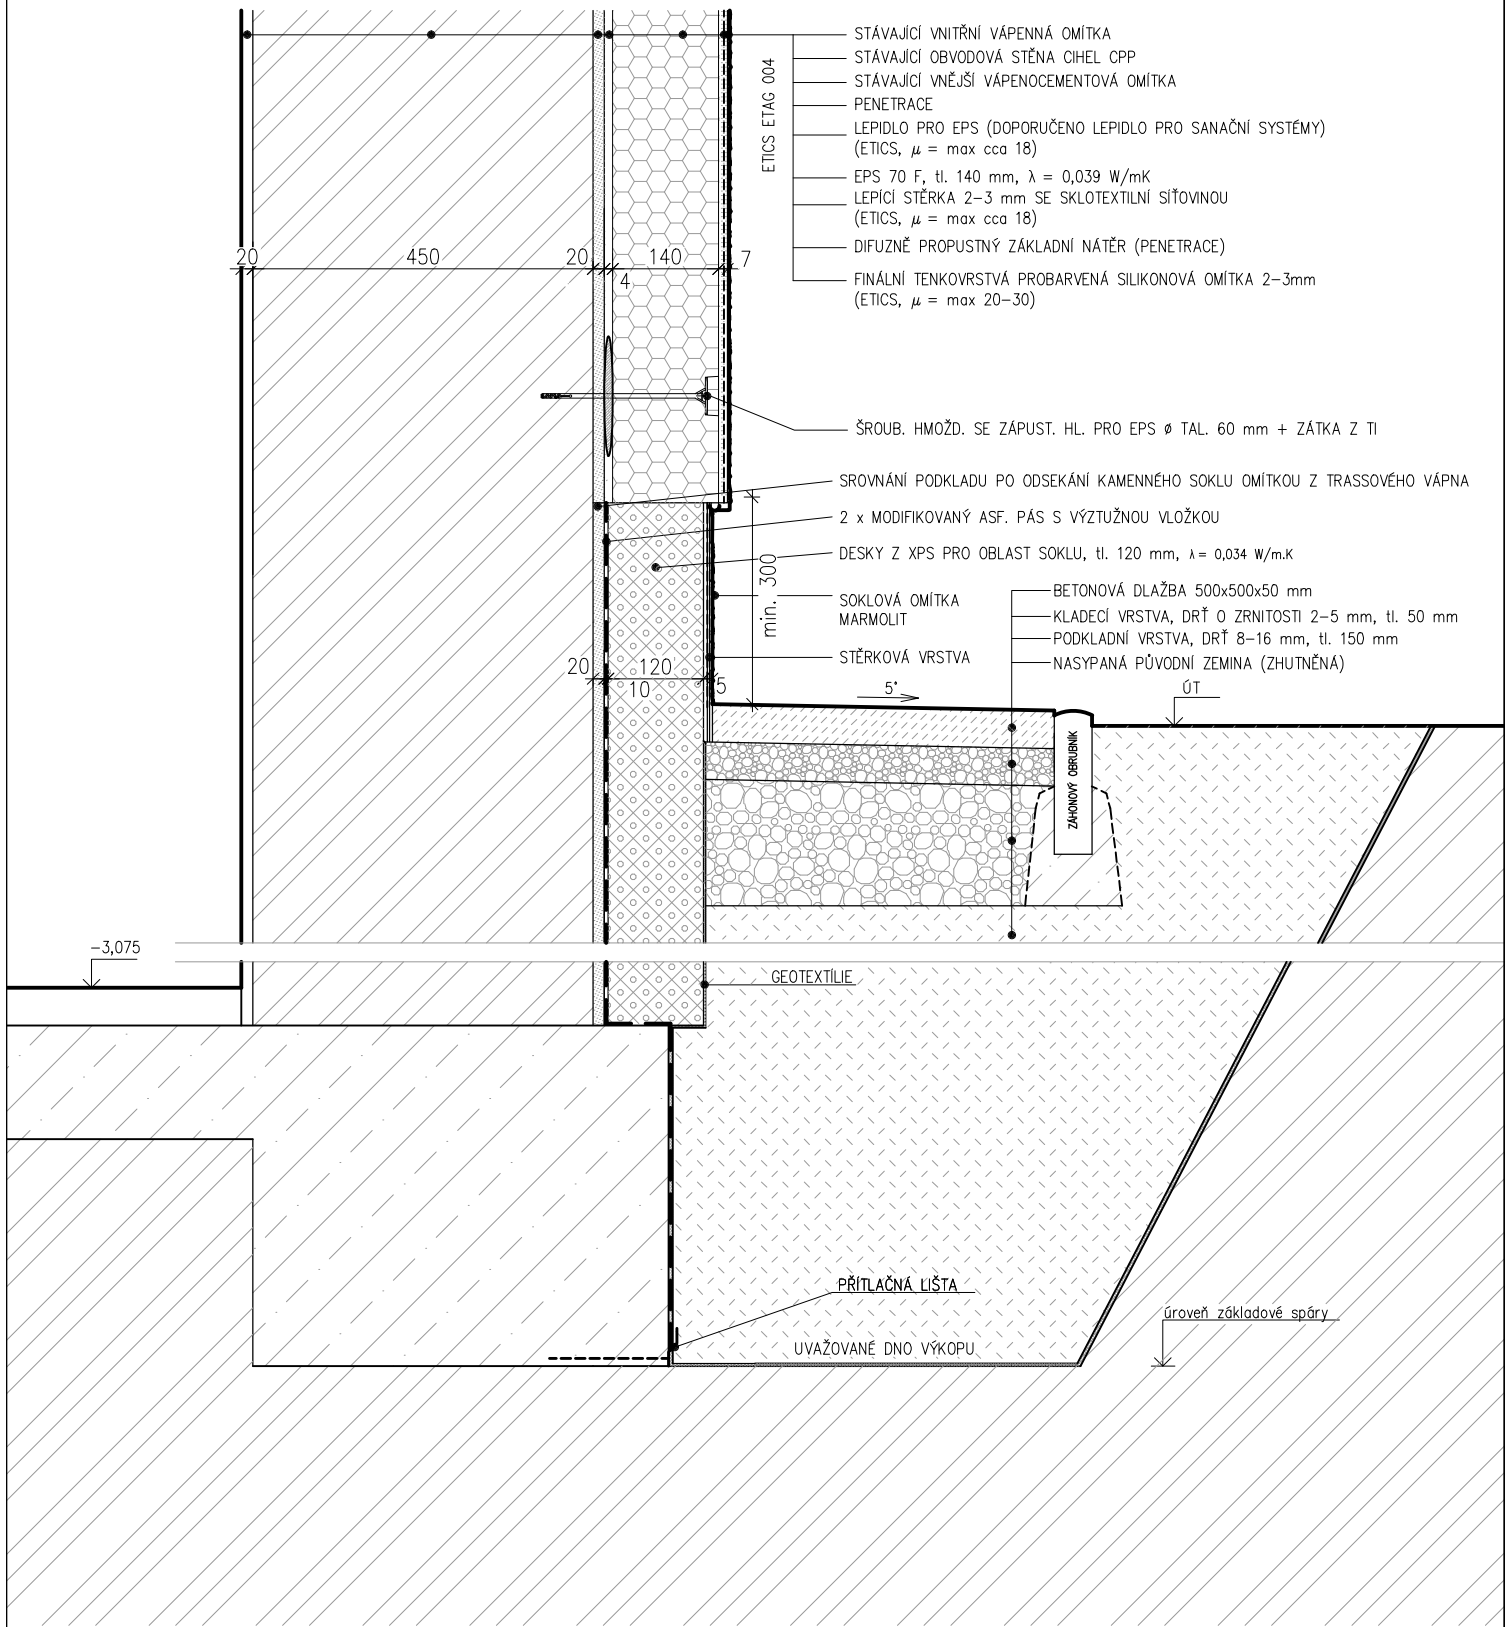 STÁVAJÍCÍ VNITŘNÍ VÁPENNÁ OMÍTKA
STÁVAJÍCÍ OBVODOVÁ STĚNA CIHEL CPP
STÁVAJÍCÍ VNĚJŠÍ VÁPENOCEMENTOVÁ OMÍTKA
PENETRACE
LEPIDLO PRO EPS (DOPORUČENO LEPIDLO PRO SANAČNÍ SYSTÉMY)
(ETICS, μ = max cca 18)
EPS 70 F, tl. 140 mm, λ = 0,039 W/mK
LEPÍCÍ STĚRKA 2-3 mm SE SKLOTEXTILNÍ SÍŤOVINOU
(ETICS, μ = max cca 18)
DIFUZNĚ PROPUSTNÝ ZÁKLADNÍ NÁTĚR (PENETRACE)
FINÁLNÍ TENKOVRSTVÁ PROBARVENÁ SILIKONOVÁ OMÍTKA 2-3mm
(ETICS, μ = max 20-30)
ETICS ETAG 004
20 450 20 4 140 7
ŠROUB. HMOŽD. SE ZÁPUST. HL. PRO EPS ø TAL. 60 mm + ZÁTKA Z TI
SROVNÁNÍ PODKLADU PO ODSEKÁNÍ KAMENNÉHO SOKLU OMÍTKOU Z TRASSOVÉHO VÁPNA
2 x MODIFIKOVANÝ ASF. PÁS S VÝZTUŽNOU VLOŽKOU
DESKY Z XPS PRO OBLAST SOKLU, tl. 120 mm, λ = 0,034 W/m.K
min. 300
SOKLOVÁ OMÍTKA
MARMOLIT
STĚRKOVÁ VRSTVA
BETONOVÁ DLAŽBA 500x500x50 mm
KLADECÍ VRSTVA, DRŤ O ZRNITOSTI 2-5 mm, tl. 50 mm
PODKLADNÍ VRSTVA, DRŤ 8-16 mm, tl. 150 mm
NASYPANÁ PŮVODNÍ ZEMINA (ZHUTNĚNÁ)
20 10 120 5
5°
ÚT
ZÁHONOVÝ OBRUBNÍK
-3,075
GEOTEXTÍLIE
PŘÍTLAČNÁ LIŠTA
úroveň základové spáry
UVAŽOVANÉ DNO VÝKOPU